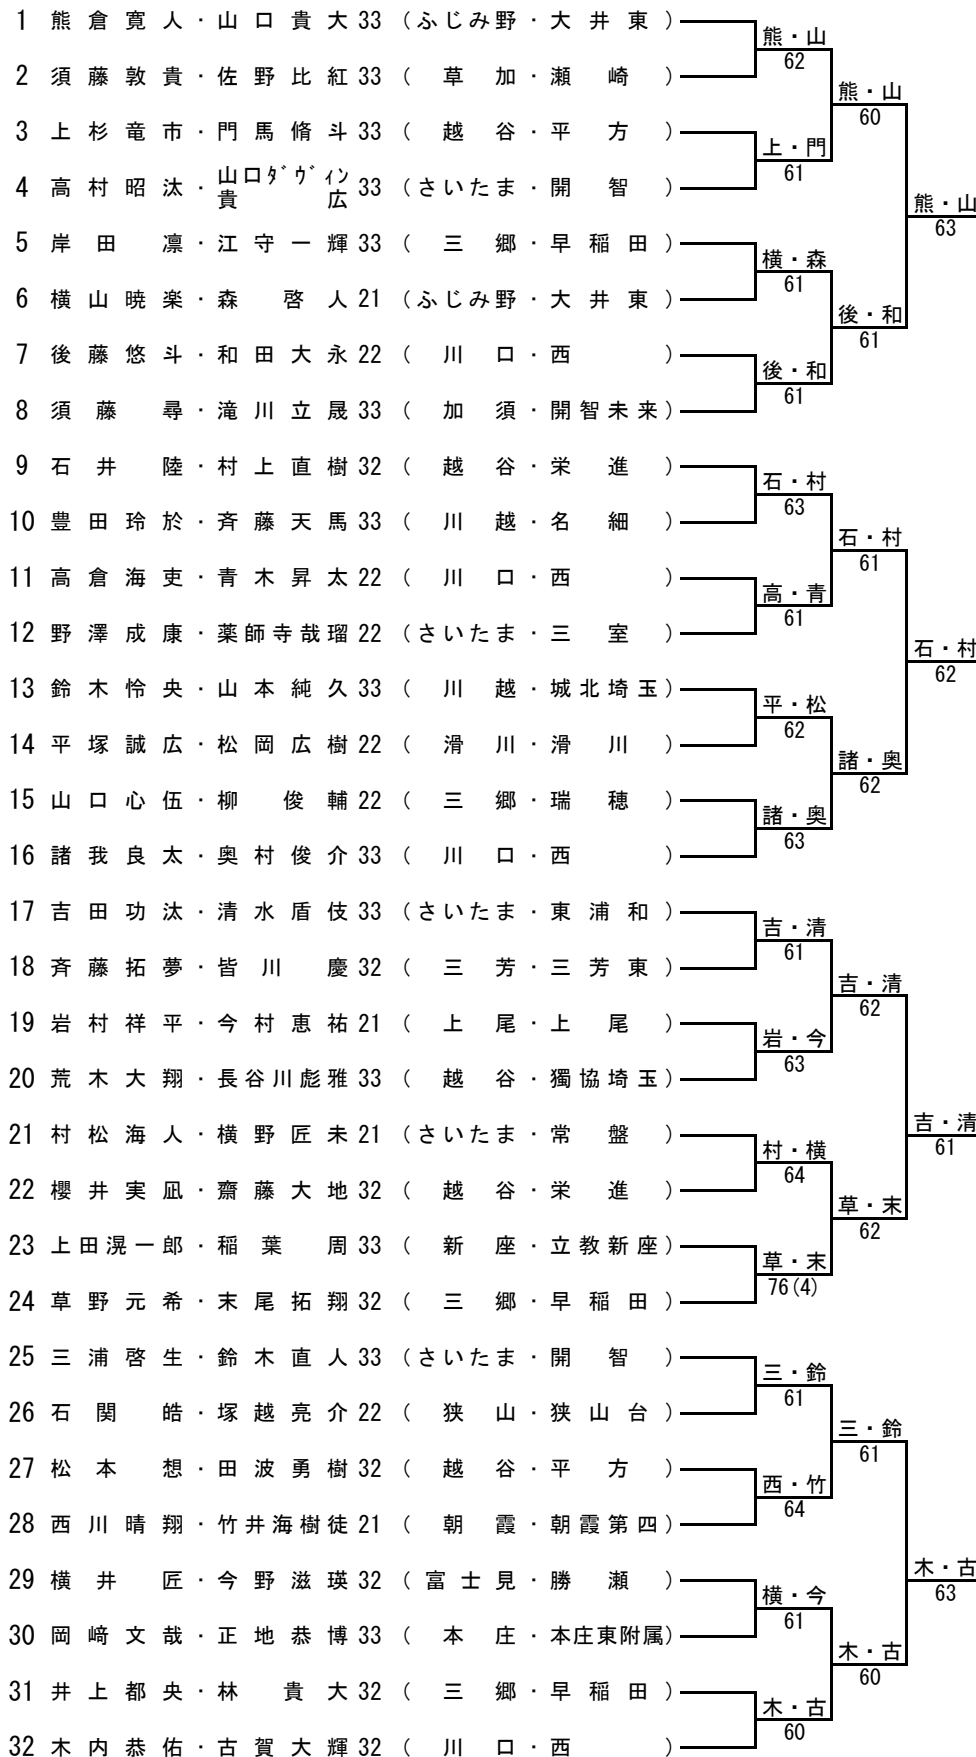 1 熊倉寛人・山口貴大 33 (ふじみ野・大井東)
熊・山
62
2 須藤敦貴・佐野比紅 33 (草加・瀬崎)
熊・山
60
3 上杉竜市・門馬脩斗 33 (越谷・平方)
上・門
61
4 高村昭汰・山口ダヴィン貴広 33 (さいたま・開智)
熊・山
63
5 岸田凛・江守一輝 33 (三郷・早稲田)
横・森
61
6 横山暁楽・森啓人 21 (ふじみ野・大井東)
後・和
61
7 後藤悠斗・和田大永 22 (川口・西)
後・和
61
8 須藤尋・滝川立晟 33 (加須・開智未来)
9 石井陸・村上直樹 32 (越谷・栄進)
石・村
63
10 豊田玲於・斉藤天馬 33 (川越・名細)
石・村
61
11 高倉海吏・青木昇太 22 (川口・西)
高・青
61
12 野澤成康・薬師寺哉瑠 22 (さいたま・三室)
石・村
62
13 鈴木怜央・山本純久 33 (川越・城北埼玉)
平・松
62
14 平塚誠広・松岡広樹 22 (滑川・滑川)
諸・奥
62
15 山口心伍・柳俊輔 22 (三郷・瑞穂)
諸・奥
63
16 諸我良太・奥村俊介 33 (川口・西)
17 吉田功汰・清水盾伎 33 (さいたま・東浦和)
吉・清
61
18 斉藤拓夢・皆川慶 32 (三芳・三芳東)
吉・清
62
19 岩村祥平・今村恵祐 21 (上尾・上尾)
岩・今
63
20 荒木大翔・長谷川彪雅 33 (越谷・獨協埼玉)
吉・清
61
21 村松海人・横野匠未 21 (さいたま・常盤)
村・横
64
22 櫻井実凪・齋藤大地 32 (越谷・栄進)
草・末
62
23 上田滉一郎・稲葉周 33 (新座・立教新座)
草・末
76(4)
24 草野元希・末尾拓翔 32 (三郷・早稲田)
25 三浦啓生・鈴木直人 33 (さいたま・開智)
三・鈴
61
26 石関皓・塚越亮介 22 (狭山・狭山台)
三・鈴
61
27 松本想・田波勇樹 32 (越谷・平方)
西・竹
64
28 西川晴翔・竹井海樹徒 21 (朝霞・朝霞第四)
木・古
63
29 横井匠・今野滋瑛 32 (富士見・勝瀬)
横・今
61
30 岡﨑文哉・正地恭博 33 (本庄・本庄東附属)
木・古
60
31 井上都央・林貴大 32 (三郷・早稲田)
木・古
60
32 木内恭佑・古賀大輝 32 (川口・西)